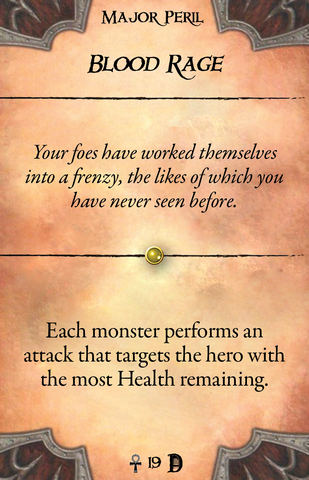 Major Peril
Blood Rage
Your foes have worked themselves
into a frenzy, the likes of which you
have never seen before.
Each monster performs an
attack that targets the hero with
the most Health remaining.
19 D